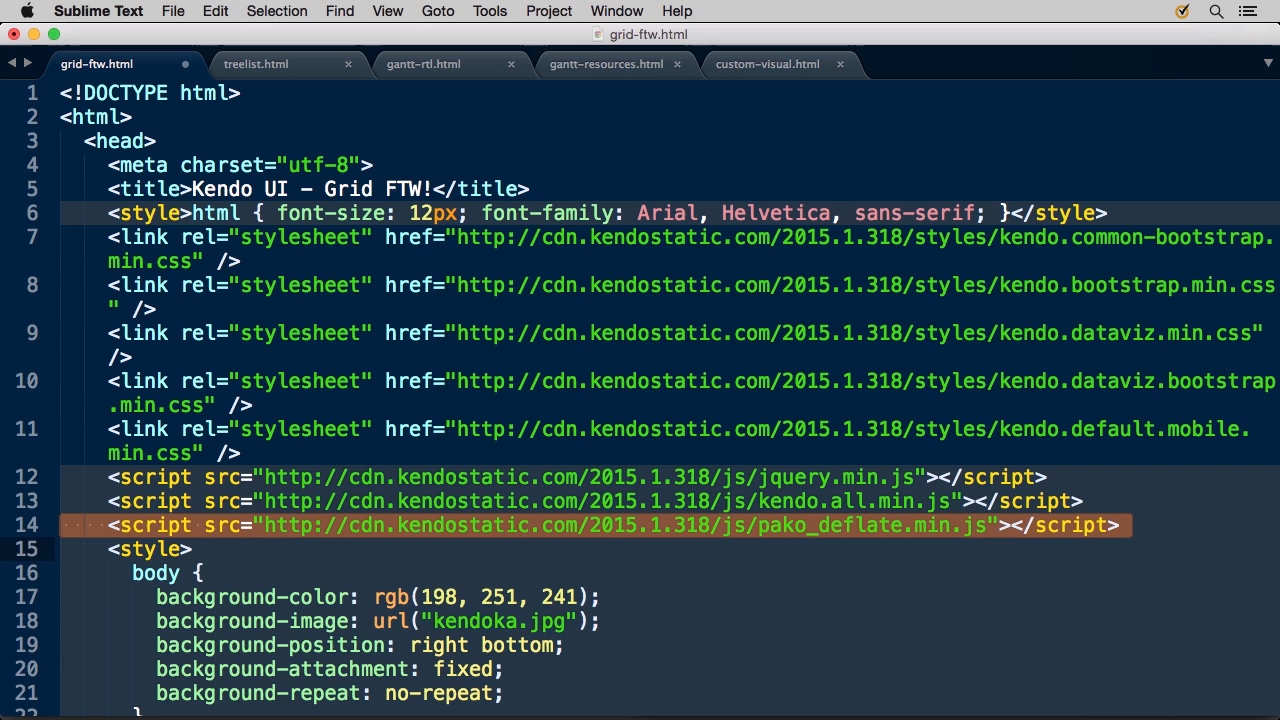 Sublime Text File Edit Selection Find View Goto Tools Project Window Help
grid-ftw.html
grid-ftw.html treelist.html gantt-rtl.html gantt-resources.html custom-visual.html
1 <!DOCTYPE html>
2 <html>
3 <head>
4 <meta charset="utf-8">
5 <title>Kendo UI - Grid FTW!</title>
6 <style>html { font-size: 12px; font-family: Arial, Helvetica, sans-serif; }</style>
7 <link rel="stylesheet" href="http://cdn.kendostatic.com/2015.1.318/styles/kendo.common-bootstrap.
min.css" />
8 <link rel="stylesheet" href="http://cdn.kendostatic.com/2015.1.318/styles/kendo.bootstrap.min.css
" />
9 <link rel="stylesheet" href="http://cdn.kendostatic.com/2015.1.318/styles/kendo.dataviz.min.css"
/>
10 <link rel="stylesheet" href="http://cdn.kendostatic.com/2015.1.318/styles/kendo.dataviz.bootstrap
.min.css" />
11 <link rel="stylesheet" href="http://cdn.kendostatic.com/2015.1.318/styles/kendo.default.mobile.
min.css" />
12 <script src="http://cdn.kendostatic.com/2015.1.318/js/jquery.min.js"></script>
13 <script src="http://cdn.kendostatic.com/2015.1.318/js/kendo.all.min.js"></script>
14 <script src="http://cdn.kendostatic.com/2015.1.318/js/pako_deflate.min.js"></script>
15 <style>
16 body {
17 background-color: rgb(198, 251, 241);
18 background-image: url("kendoka.jpg");
19 background-position: right bottom;
20 background-attachment: fixed;
21 background-repeat: no-repeat;
22 }